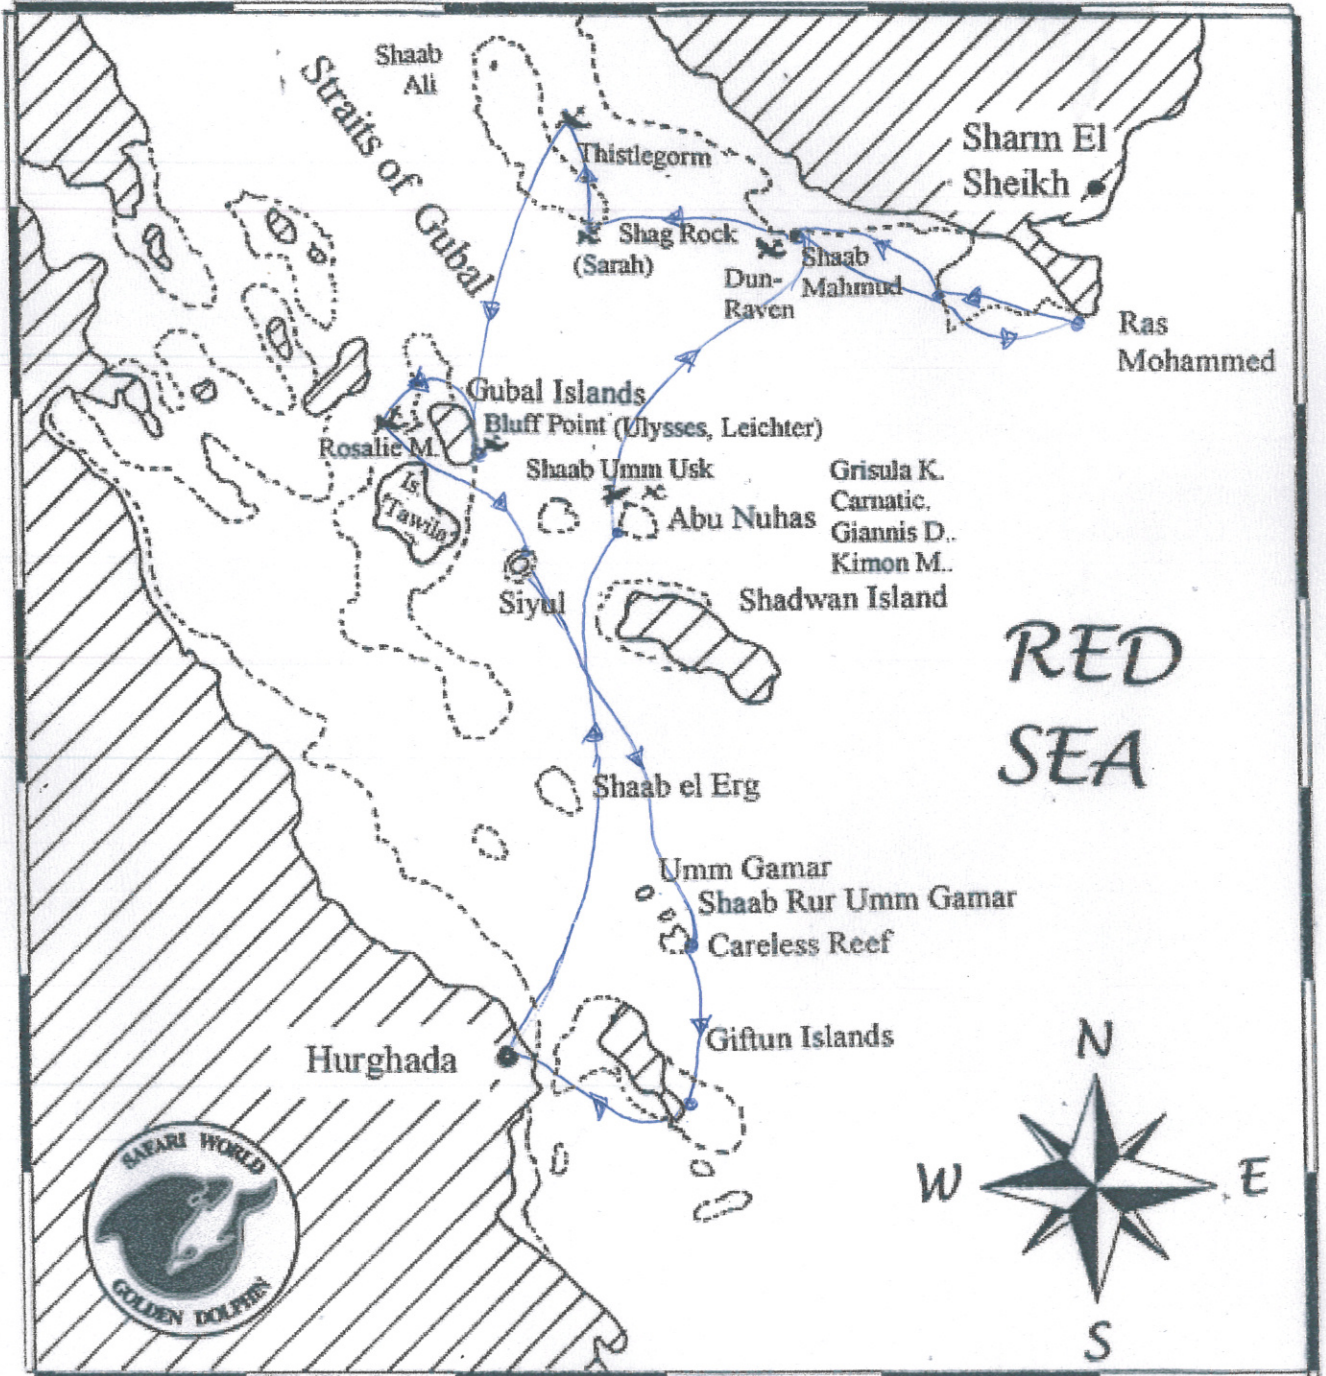 Shaab
Ali
Straits of Gubal
Thistlegorm
Sharm El
Sheikh
Shag Rock
(Sarah)
Dun-
Raven
Shaab
Mahmud
Ras
Mohammed
Gubal Islands
Bluff Point (Ulysses, Leichter)
Rosalie M.
Shaab Umm Usk
Grisula K.
Carnatic.
Giannis D..
Kimon M..
Abu Nuhas
Is.
Tawila
Siyul
Shadwan Island
RED
SEA
Shaab el Erg
Umm Gamar
Shaab Rur Umm Gamar
Careless Reef
Giftun Islands
Hurghada
N
W
E
S
SAFARI WORLD
GOLDEN DOLPHIN